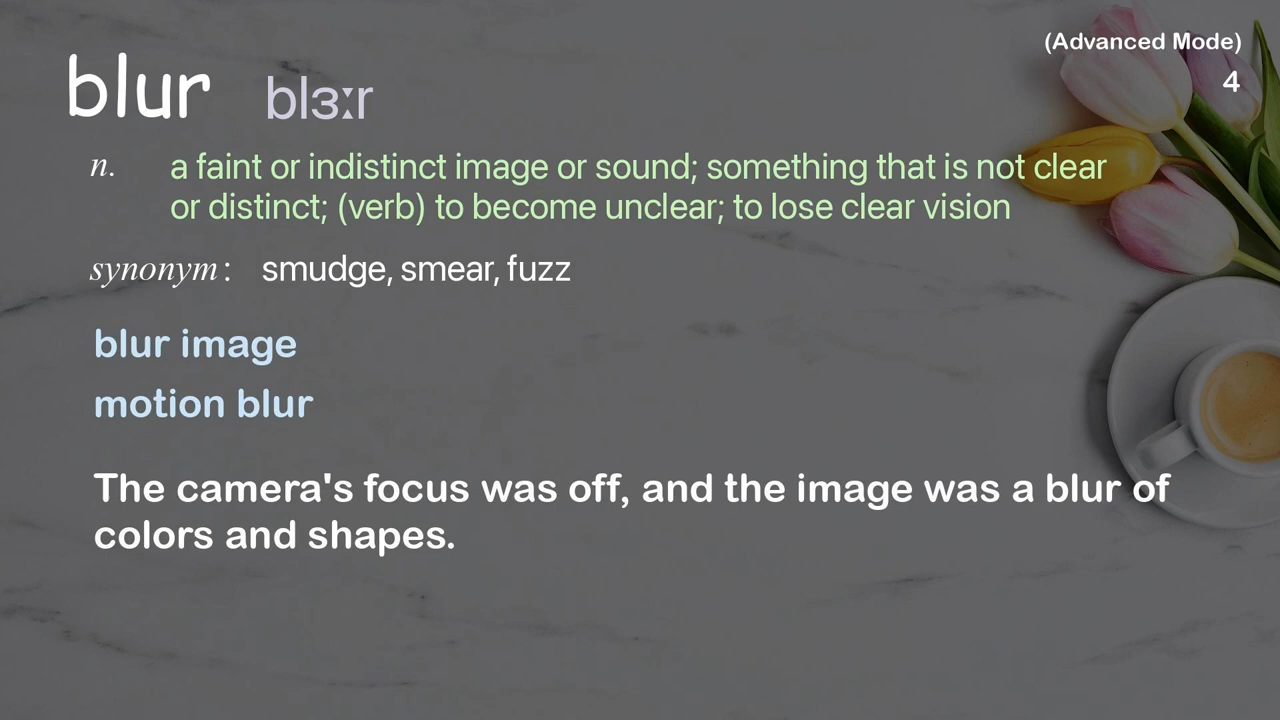 (Advanced Mode)
4
blur blɜːr
n. a faint or indistinct image or sound; something that is not clear
or distinct; (verb) to become unclear; to lose clear vision
synonym: smudge, smear, fuzz
blur image
motion blur
The camera's focus was off, and the image was a blur of
colors and shapes.